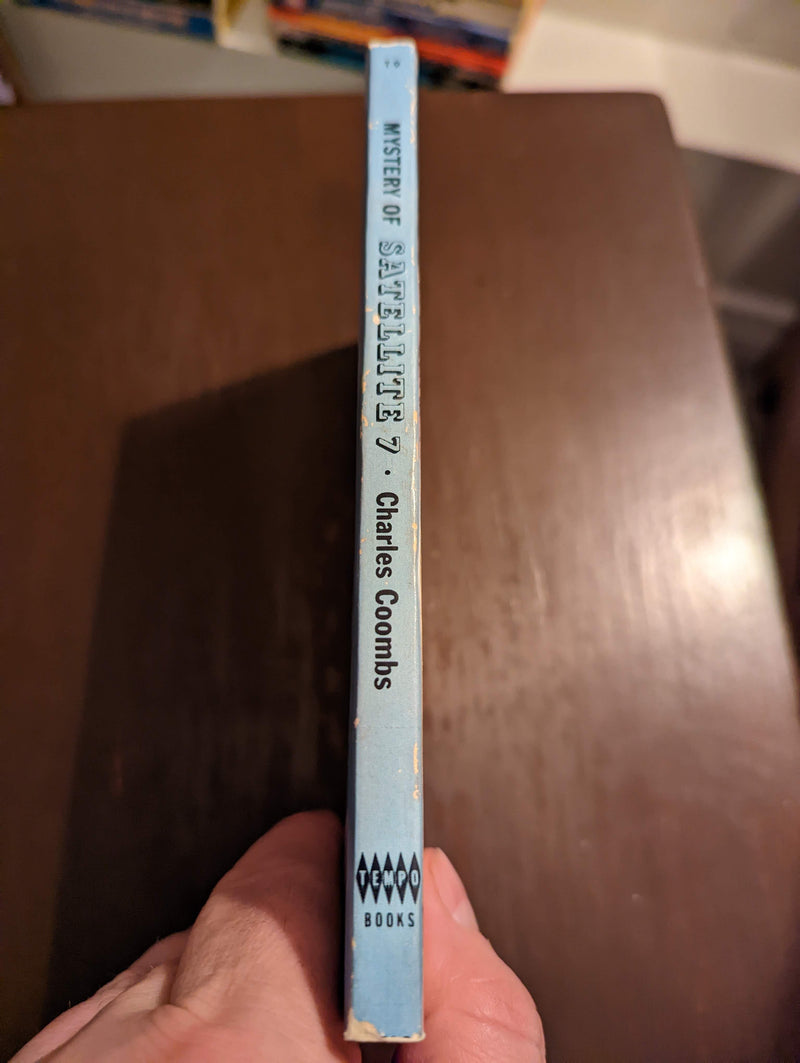 MYSTERY OF SATELLITE 7 · Charles Coombs
TEMPO
BOOKS